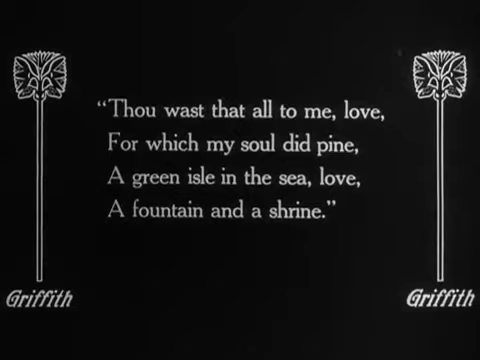 “Thou wast that all to me, love,
For which my soul did pine,
A green isle in the sea, love,
A fountain and a shrine.”
Griffith
Griffith